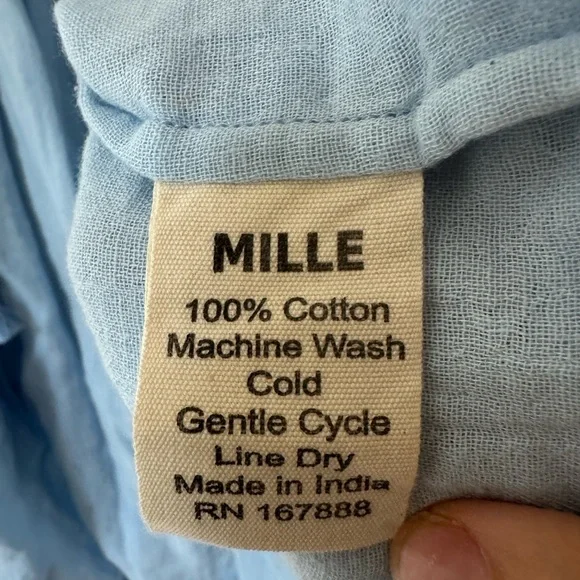 MILLE
100% Cotton
Machine Wash
Cold
Gentle Cycle
Line Dry
Made in India
RN 167888